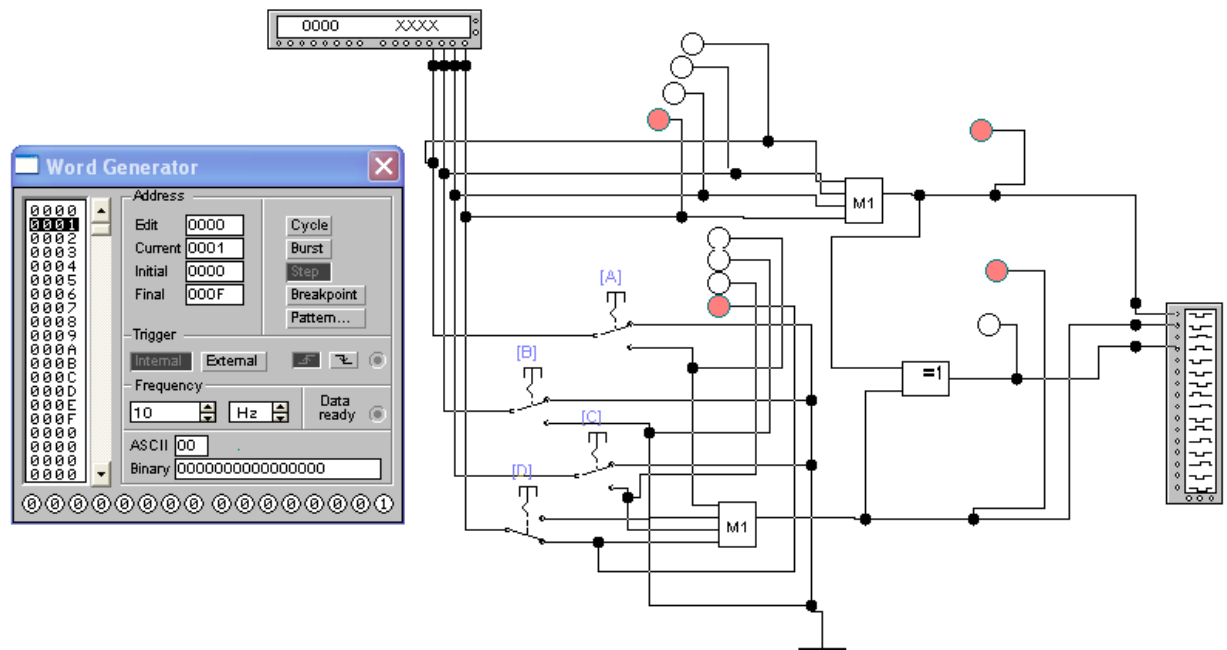 0000 XXXX
Word Generator
0000
0001
0002
0003
0004
0005
0006
0007
0008
0009
000A
000B
000C
000D
000E
000F
0000
0000
0000
Address
Edit 0000
Current 0001
Initial 0000
Final 000F
Cycle
Burst
Step
Breakpoint
Pattern...
Trigger
Internal External
Frequency
10 Hz
Data
ready
ASCII 00
Binary 0000000000000000
0 0 0 0 0 0 0 0 0 0 0 0 0 0 0 1
M1
[A]
[B]
[C]
[D]
=1
M1